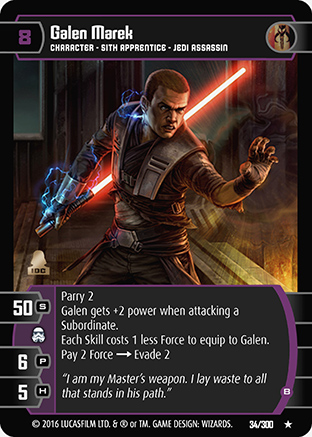 8 Galen Marek
CHARACTER - SITH APPRENTICE - JEDI ASSASSIN
100
50 S
6 P
5 H
Parry 2
Galen gets +2 power when attacking a
Subordinate.
Each Skill costs 1 less Force to equip to Galen.
Pay 2 Force → Evade 2
"I am my Master's weapon. I lay waste to all
that stands in his path."
B
© 2016 LUCASFILM LTD. & ® or TM. GAME DESIGN: WIZARDS. 34/300 ★